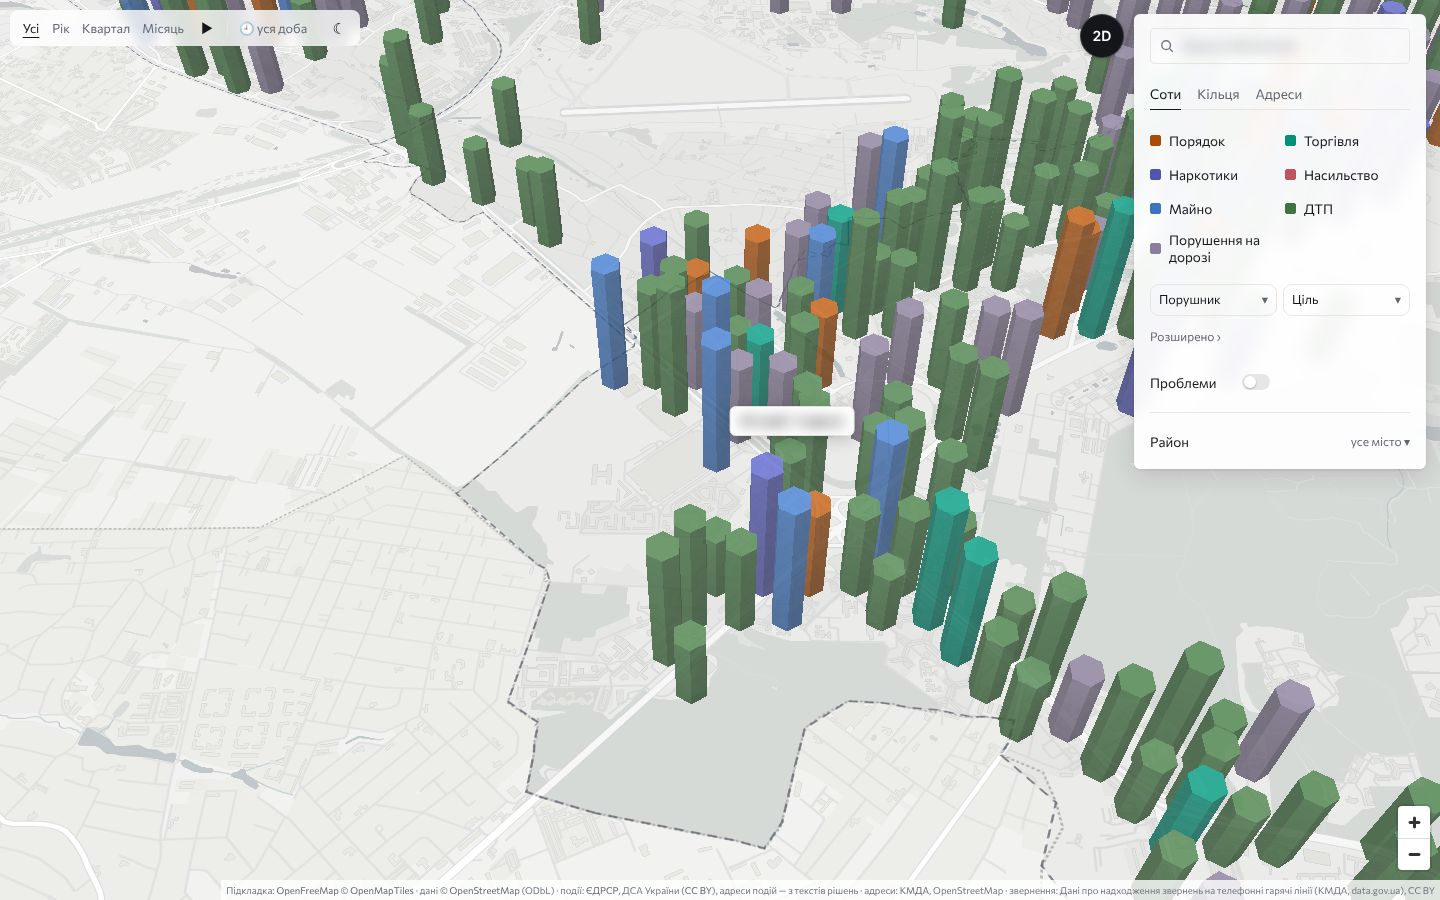 Усі Рік Квартал Місяць ▶ 🕘 уся доба ☾
2D
Соти Кільця Адреси
Порядок Торгівля
Наркотики Насильство
Майно ДТП
Порушення на
дорозі
Порушник ▾ Ціль ▾
Розширено ›
Проблеми
Район усе місто ▾
+
−
Підкладка: OpenFreeMap © OpenMapTiles · дані © OpenStreetMap (ODbL) · події: ЄДРСР, ДСА України (CC BY), адреси подій — з текстів рішень · адреси: КМДА, OpenStreetMap · звернення: Дані про надходження звернень на телефонні гарячі лінії (КМДА, data.gov.ua), CC BY